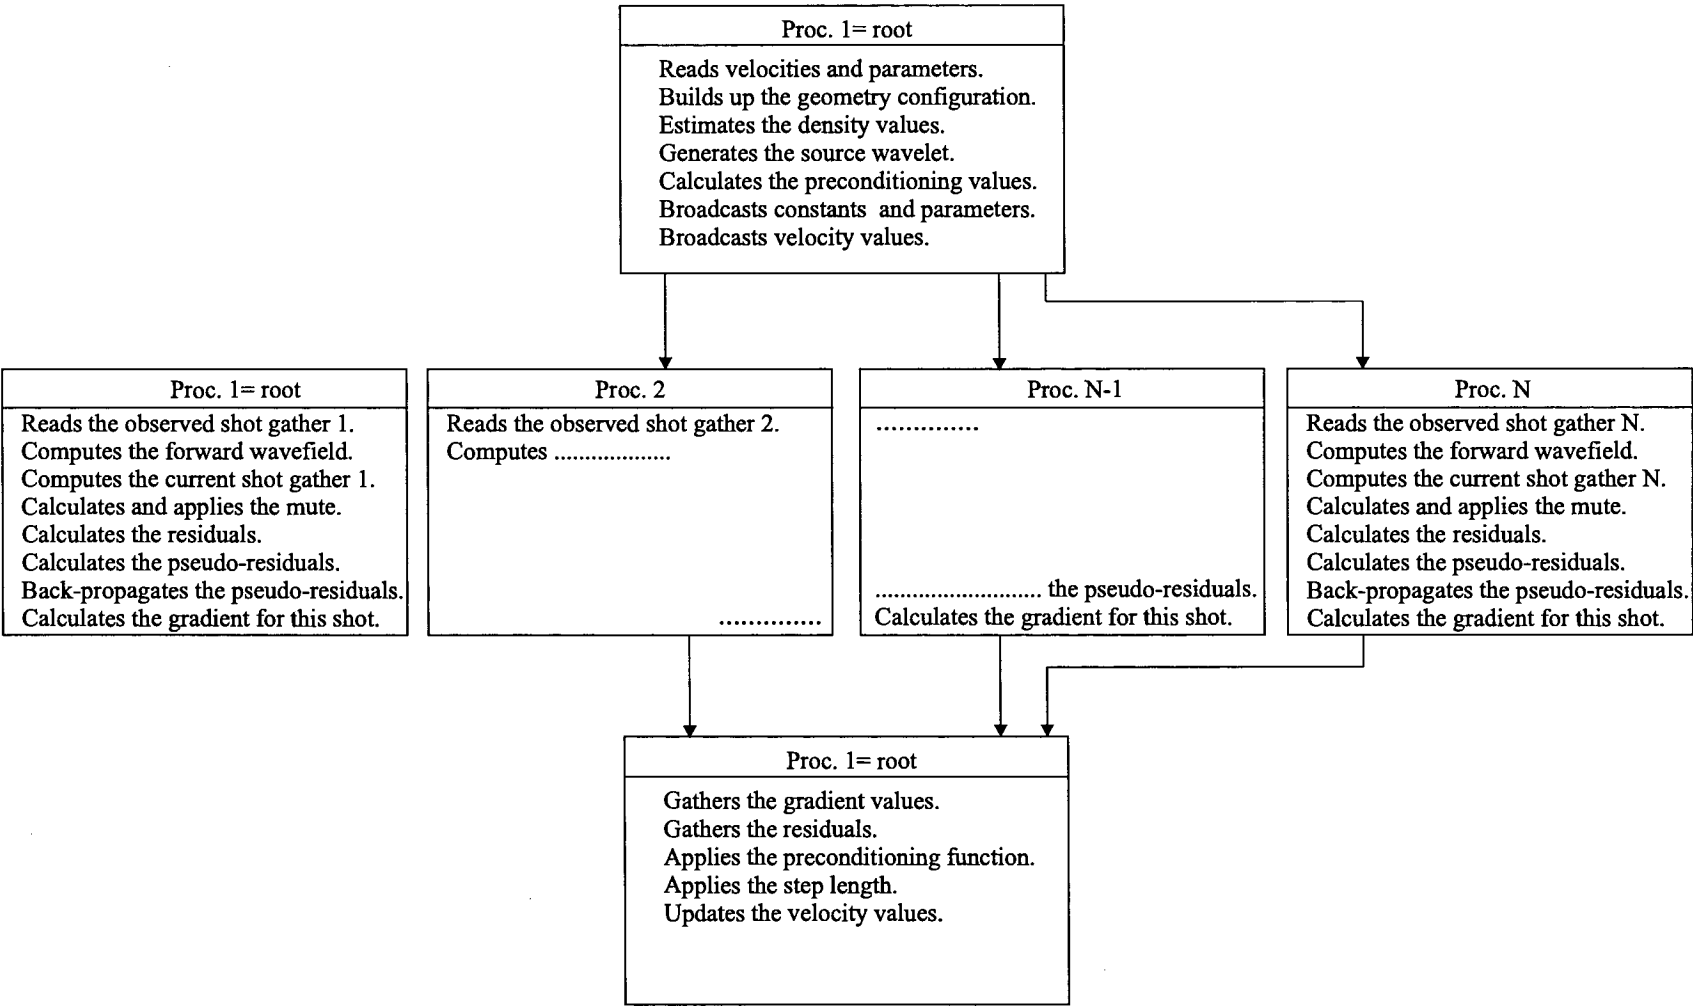 Proc. 1= root
Reads velocities and parameters.
Builds up the geometry configuration.
Estimates the density values.
Generates the source wavelet.
Calculates the preconditioning values.
Broadcasts constants and parameters.
Broadcasts velocity values.
Proc. 1= root
Reads the observed shot gather 1.
Computes the forward wavefield.
Computes the current shot gather 1.
Calculates and applies the mute.
Calculates the residuals.
Calculates the pseudo-residuals.
Back-propagates the pseudo-residuals.
Calculates the gradient for this shot.
Proc. 2
Reads the observed shot gather 2.
Computes ...................
..............
Proc. N-1
..............
........................... the pseudo-residuals.
Calculates the gradient for this shot.
Proc. N
Reads the observed shot gather N.
Computes the forward wavefield.
Computes the current shot gather N.
Calculates and applies the mute.
Calculates the residuals.
Calculates the pseudo-residuals.
Back-propagates the pseudo-residuals.
Calculates the gradient for this shot.
Proc. 1= root
Gathers the gradient values.
Gathers the residuals.
Applies the preconditioning function.
Applies the step length.
Updates the velocity values.